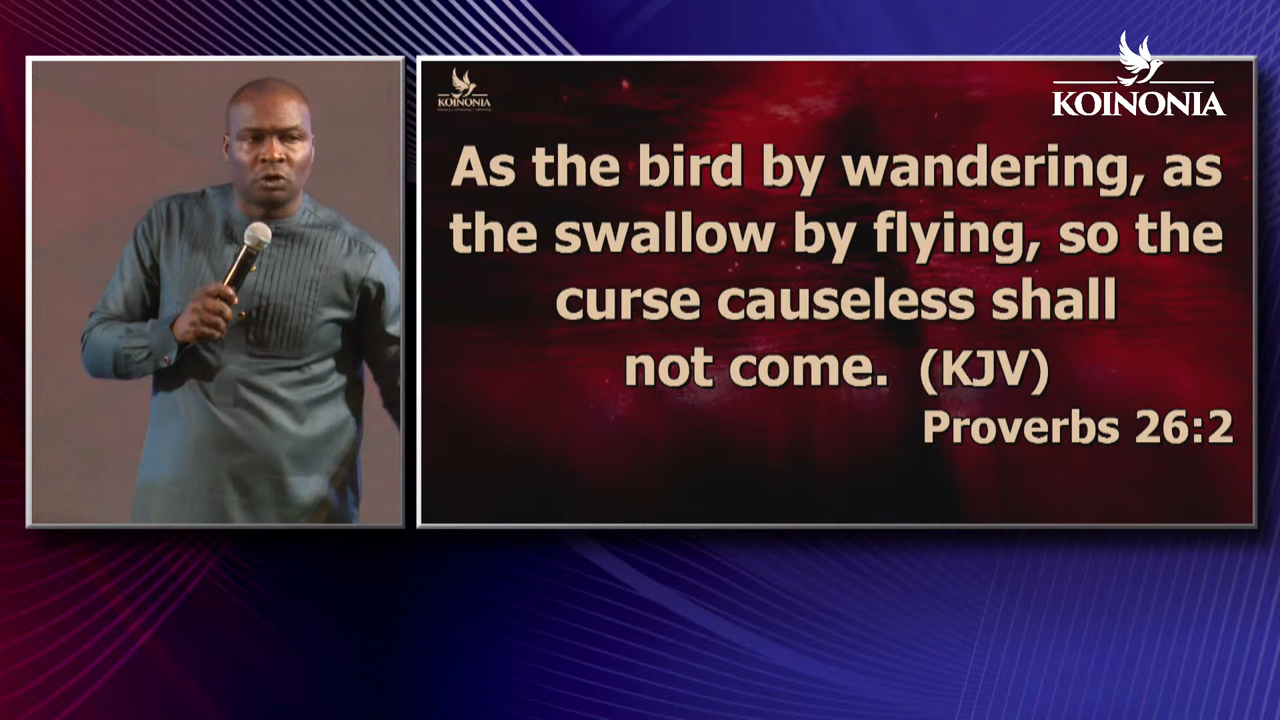 KOINONIA
KOINONIA
As the bird by wandering, as
the swallow by flying, so the
curse causeless shall
not come. (KJV)
Proverbs 26:2